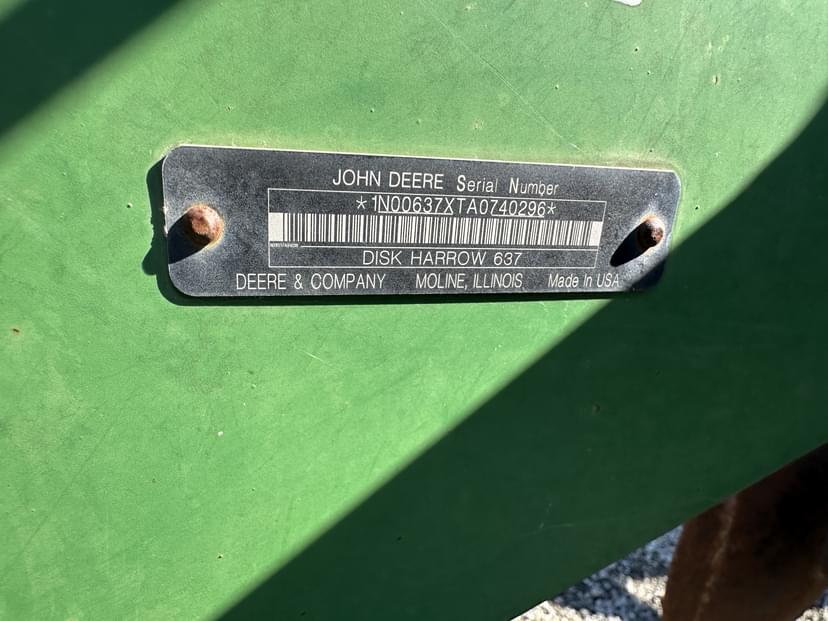 JOHN DEERE Serial Number
*1N00637XTA0740296*
DISK HARROW 637
DEERE & COMPANY MOLINE, ILLINOIS Made In USA